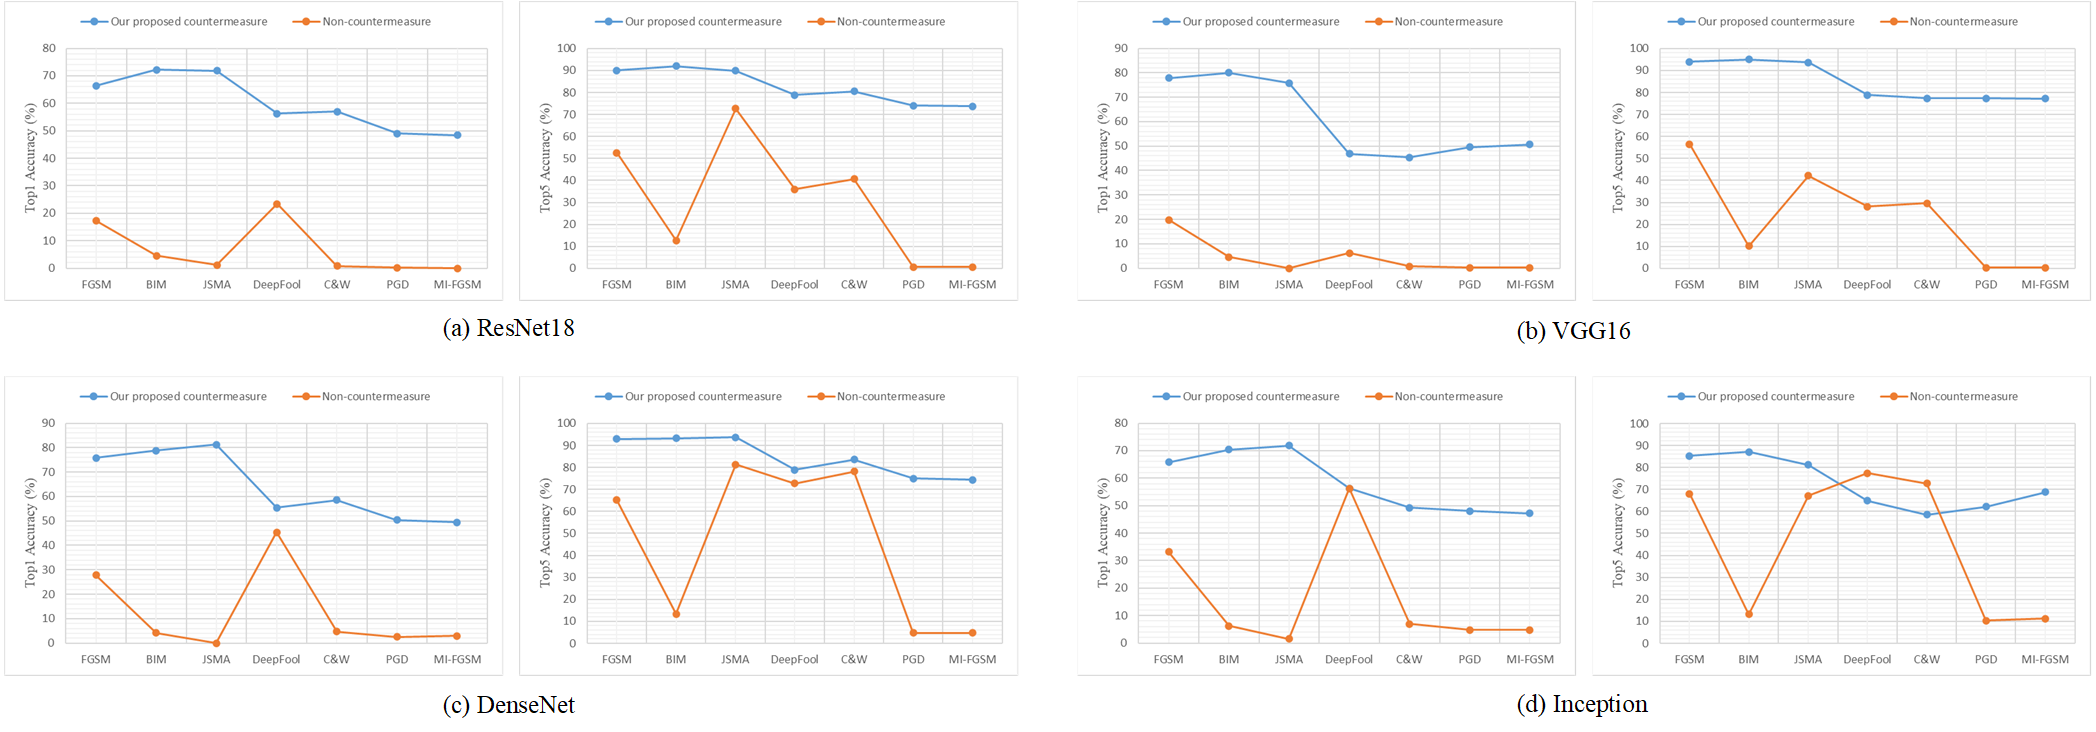 Our proposed countermeasure Non-countermeasure
80
70
60
50
40
30
20
10
0
Top1 Accuracy (%)
FGSM BIM JSMA DeepFool C&W PGD MI-FGSM
Our proposed countermeasure Non-countermeasure
100
90
80
70
60
50
40
30
20
10
0
Top5 Accuracy (%)
FGSM BIM JSMA DeepFool C&W PGD MI-FGSM
(a) ResNet18
Our proposed countermeasure Non-countermeasure
90
80
70
60
50
40
30
20
10
0
Top1 Accuracy (%)
FGSM BIM JSMA DeepFool C&W PGD MI-FGSM
Our proposed countermeasure Non-countermeasure
100
90
80
70
60
50
40
30
20
10
0
Top5 Accuracy (%)
FGSM BIM JSMA DeepFool C&W PGD MI-FGSM
(b) VGG16
Our proposed countermeasure Non-countermeasure
90
80
70
60
50
40
30
20
10
0
Top1 Accuracy (%)
FGSM BIM JSMA DeepFool C&W PGD MI-FGSM
Our proposed countermeasure Non-countermeasure
100
90
80
70
60
50
40
30
20
10
0
Top5 Accuracy (%)
FGSM BIM JSMA DeepFool C&W PGD MI-FGSM
(c) DenseNet
Our proposed countermeasure Non-countermeasure
80
70
60
50
40
30
20
10
0
Top1 Accuracy (%)
FGSM BIM JSMA DeepFool C&W PGD MI-FGSM
Our proposed countermeasure Non-countermeasure
100
90
80
70
60
50
40
30
20
10
0
Top5 Accuracy (%)
FGSM BIM JSMA DeepFool C&W PGD MI-FGSM
(d) Inception